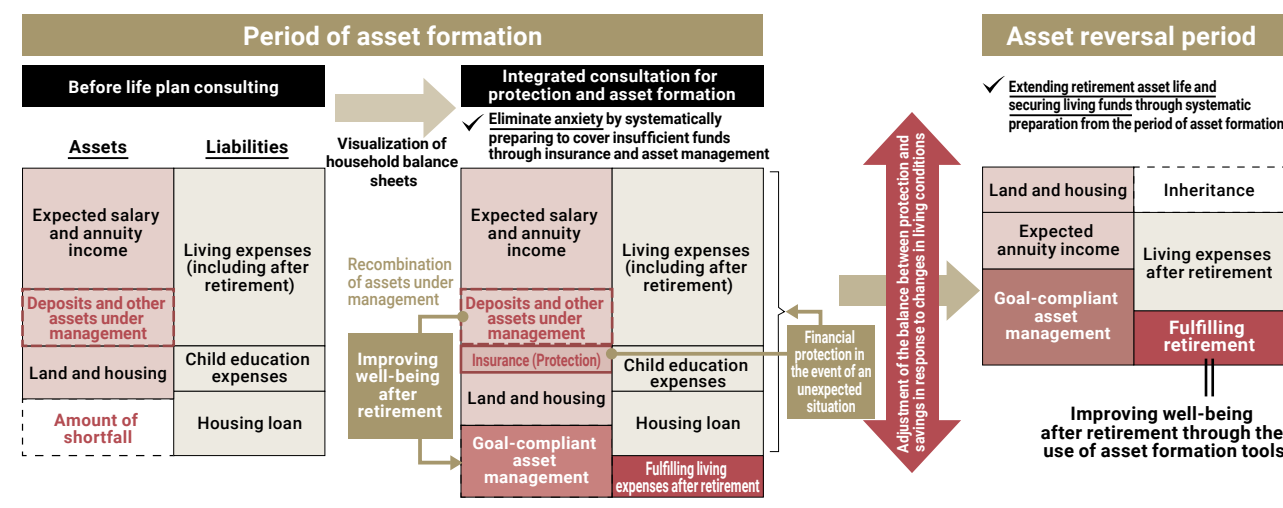 Period of asset formation
Before life plan consulting
Assets
Liabilities
Expected salary
and annuity
income
Deposits and other
assets under
management
Land and housing
Amount of
shortfall
Living expenses
(including after
retirement)
Child education
expenses
Housing loan
Visualization of
household balance
sheets
Recombination
of assets under
management
Improving
well-being
after
retirement
Integrated consultation for
protection and asset formation
Eliminate anxiety by systematically
preparing to cover insufficient funds
through insurance and asset management
Expected salary
and annuity
income
Deposits and other
assets under
management
Insurance (Protection)
Land and housing
Goal-compliant
asset
management
Living expenses
(including after
retirement)
Child education
expenses
Housing loan
Fulfilling living
expenses after retirement
Financial
protection in
the event of an
unexpected
situation
Adjustment of the balance between protection and
savings in response to changes in living conditions
Asset reversal period
Extending retirement asset life and
securing living funds through systematic
preparation from the period of asset formation
Land and housing
Expected
annuity income
Goal-compliant
asset
management
Inheritance
Living expenses
after retirement
Fulfilling
retirement
Improving well-being
after retirement through the
use of asset formation tools